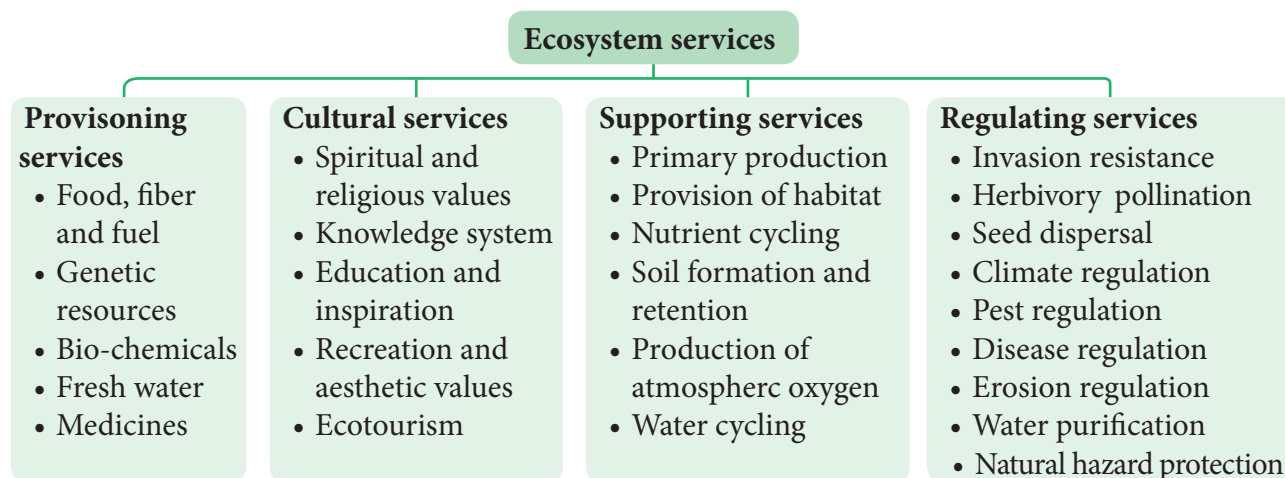 Ecosystem services
Provisoning
services
• Food, fiber
and fuel
• Genetic
resources
• Bio-chemicals
• Fresh water
• Medicines
Cultural services
• Spiritual and
religious values
• Knowledge system
• Education and
inspiration
• Recreation and
aesthetic values
• Ecotourism
Supporting services
• Primary production
• Provision of habitat
• Nutrient cycling
• Soil formation and
retention
• Production of
atmospherc oxygen
• Water cycling
Regulating services
• Invasion resistance
• Herbivory pollination
• Seed dispersal
• Climate regulation
• Pest regulation
• Disease regulation
• Erosion regulation
• Water purification
• Natural hazard protection